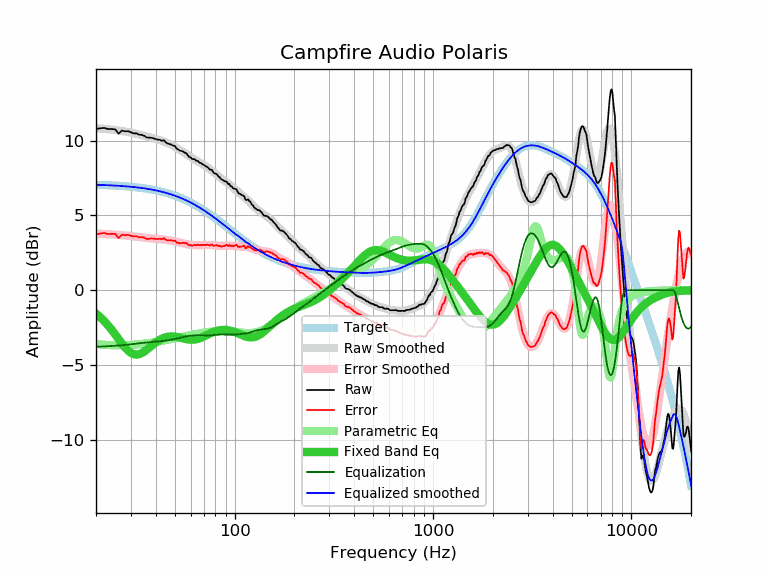 Campfire Audio Polaris
Amplitude (dBr)
10
5
0
−5
−10
Target
Raw Smoothed
Error Smoothed
Raw
Error
Parametric Eq
Fixed Band Eq
Equalization
Equalized smoothed
100
1000
10000
Frequency (Hz)